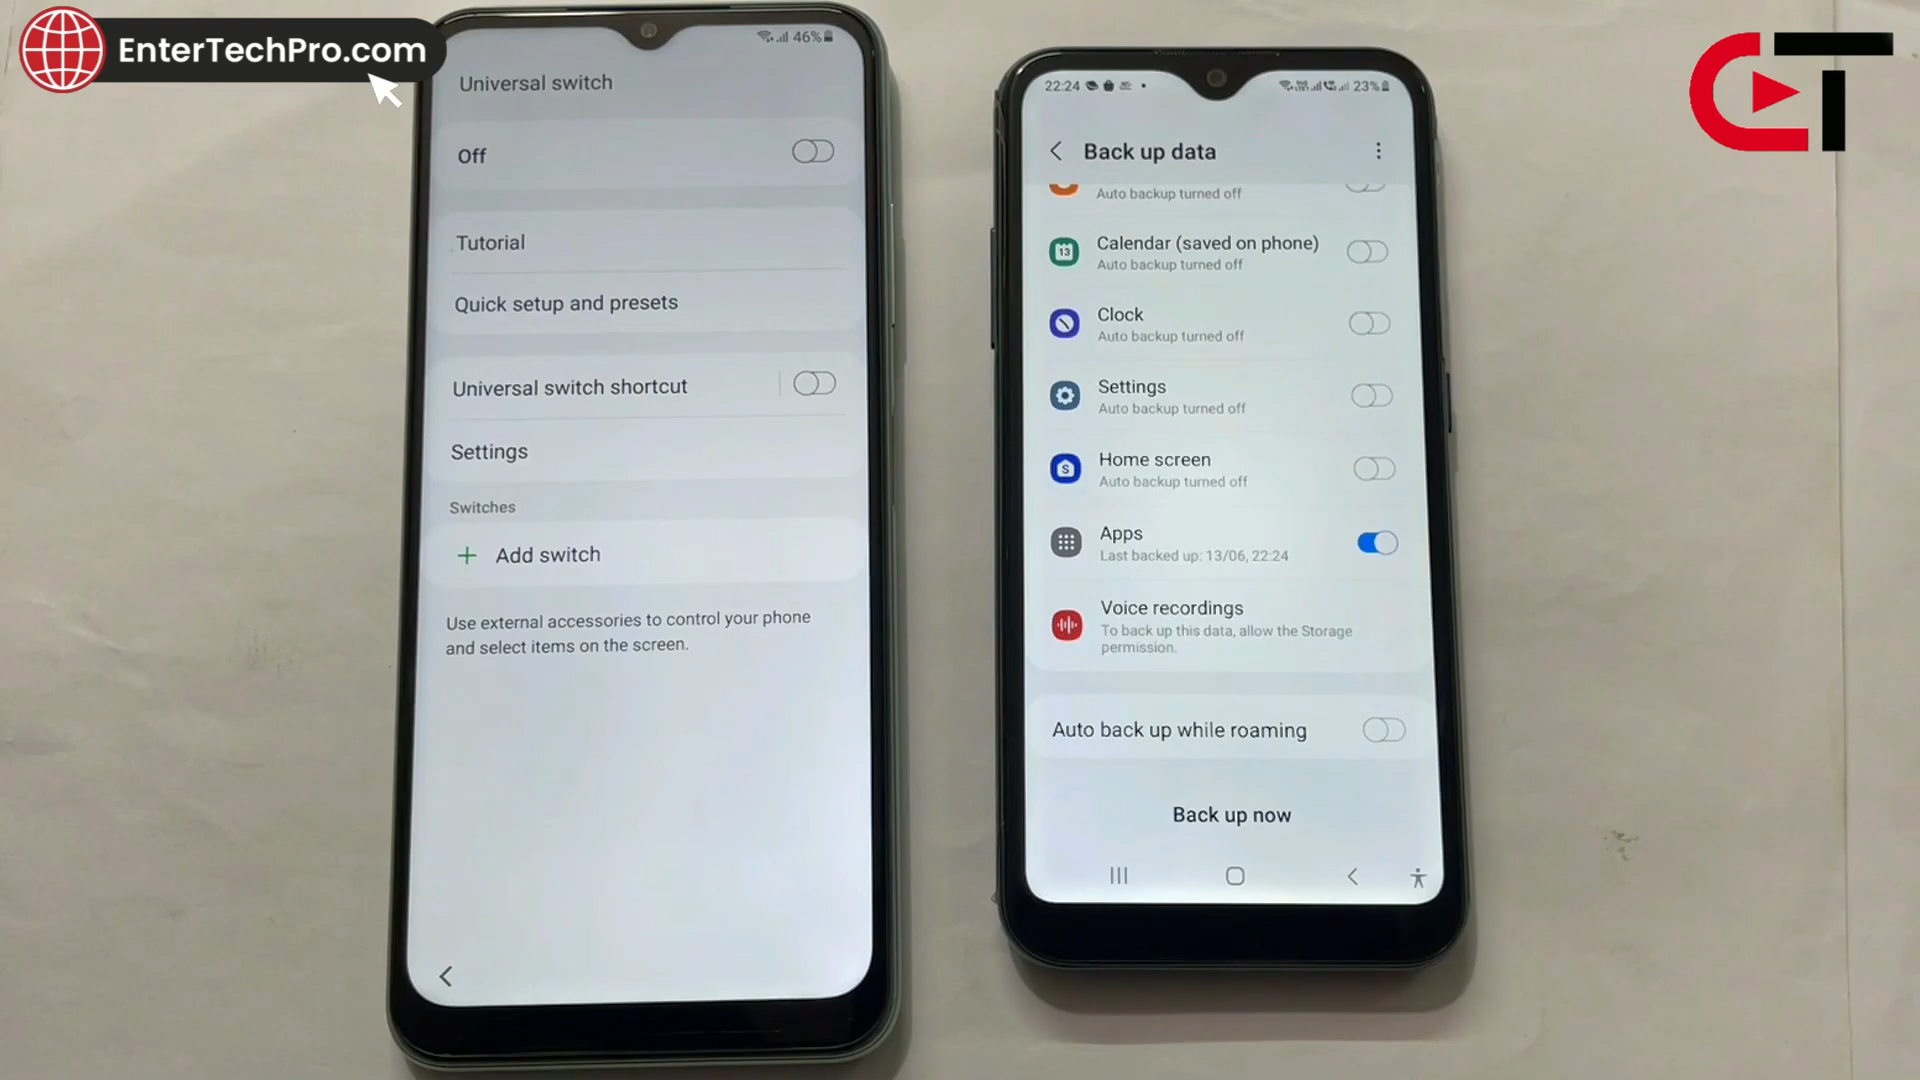 EnterTechPro.com
46%
Universal switch
Off
Tutorial
Quick setup and presets
Universal switch shortcut
Settings
Switches
Add switch
Use external accessories to control your phone
and select items on the screen.
22:24
23%
Back up data
Auto backup turned off
Calendar (saved on phone)
13
Auto backup turned off
Clock
Auto backup turned off
Settings
Auto backup turned off
Home screen
S
Auto backup turned off
Apps
Last backed up: 13/06, 22:24
Voice recordings
To back up this data, allow the Storage
permission.
Auto back up while roaming
Back up now